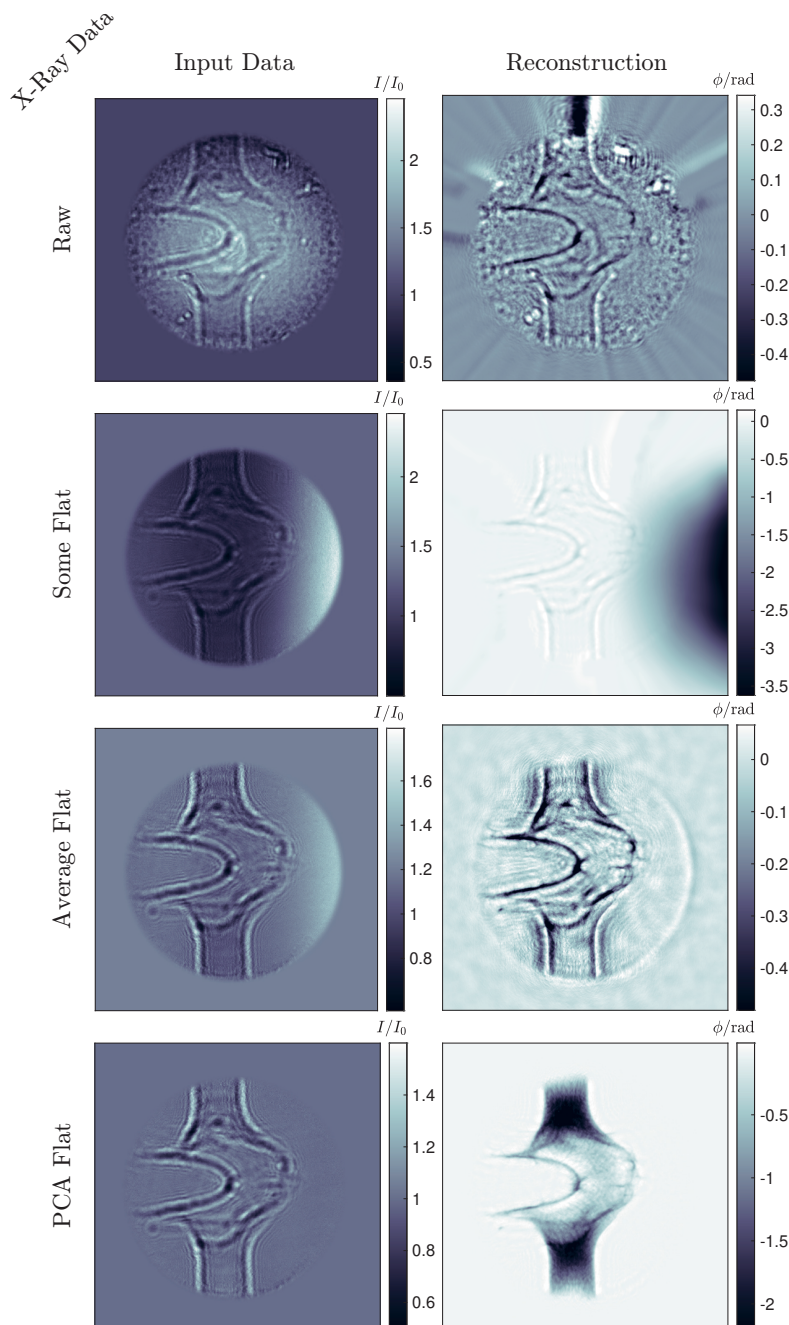 X-Ray Data
Input Data
Reconstruction
Raw
I/I0
2
1.5
1
0.5
ϕ/rad
0.3
0.2
0.1
0
-0.1
-0.2
-0.3
-0.4
Some Flat
I/I0
2
1.5
1
ϕ/rad
0
-0.5
-1
-1.5
-2
-2.5
-3
-3.5
Average Flat
I/I0
1.6
1.4
1.2
1
0.8
ϕ/rad
0
-0.1
-0.2
-0.3
-0.4
PCA Flat
I/I0
1.4
1.2
1
0.8
0.6
ϕ/rad
-0.5
-1
-1.5
-2